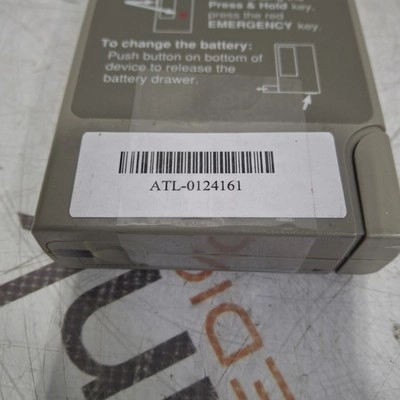 Press & Hold key,
press the red
EMERGENCY key.
To change the battery:
Push button on bottom of
device to release the
battery drawer.
ATL-0124161